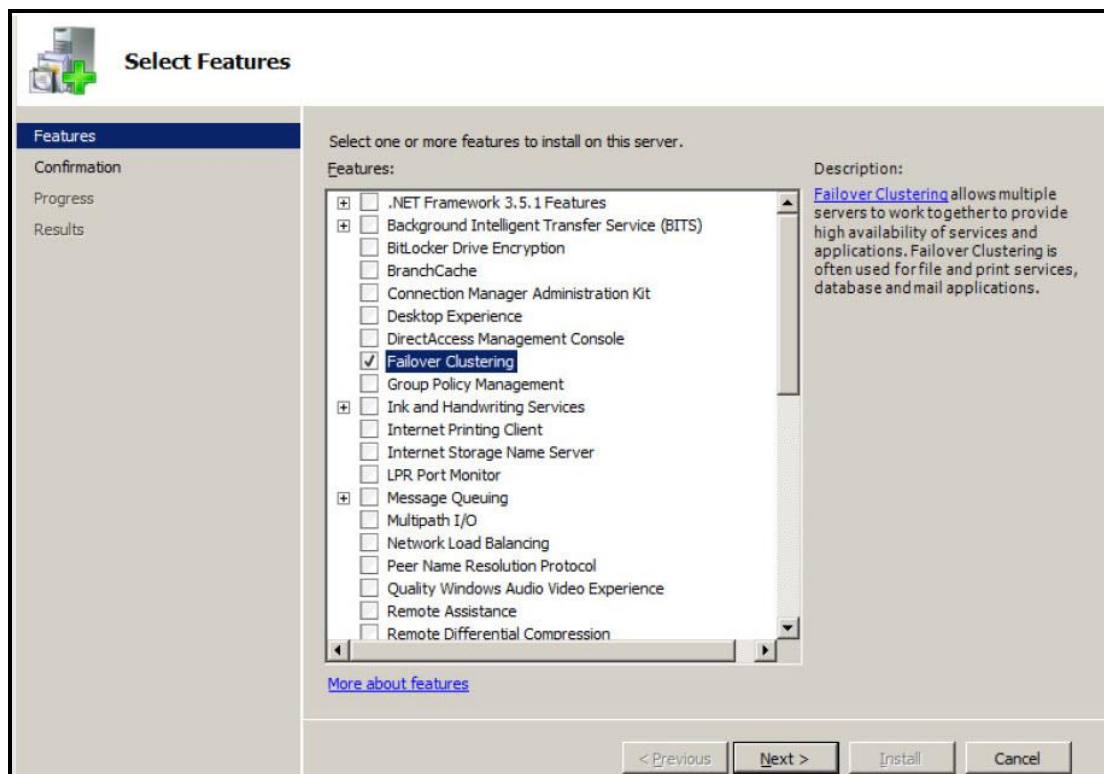 Select Features
Features
Confirmation
Progress
Results
Select one or more features to install on this server.
Features:
.NET Framework 3.5.1 Features
Background Intelligent Transfer Service (BITS)
BitLocker Drive Encryption
BranchCache
Connection Manager Administration Kit
Desktop Experience
DirectAccess Management Console
Failover Clustering
Group Policy Management
Ink and Handwriting Services
Internet Printing Client
Internet Storage Name Server
LPR Port Monitor
Message Queuing
Multipath I/O
Network Load Balancing
Peer Name Resolution Protocol
Quality Windows Audio Video Experience
Remote Assistance
Remote Differential Compression
More about features
Description:
Failover Clustering allows multiple
servers to work together to provide
high availability of services and
applications. Failover Clustering is
often used for file and print services,
database and mail applications.
< Previous
Next >
Install
Cancel